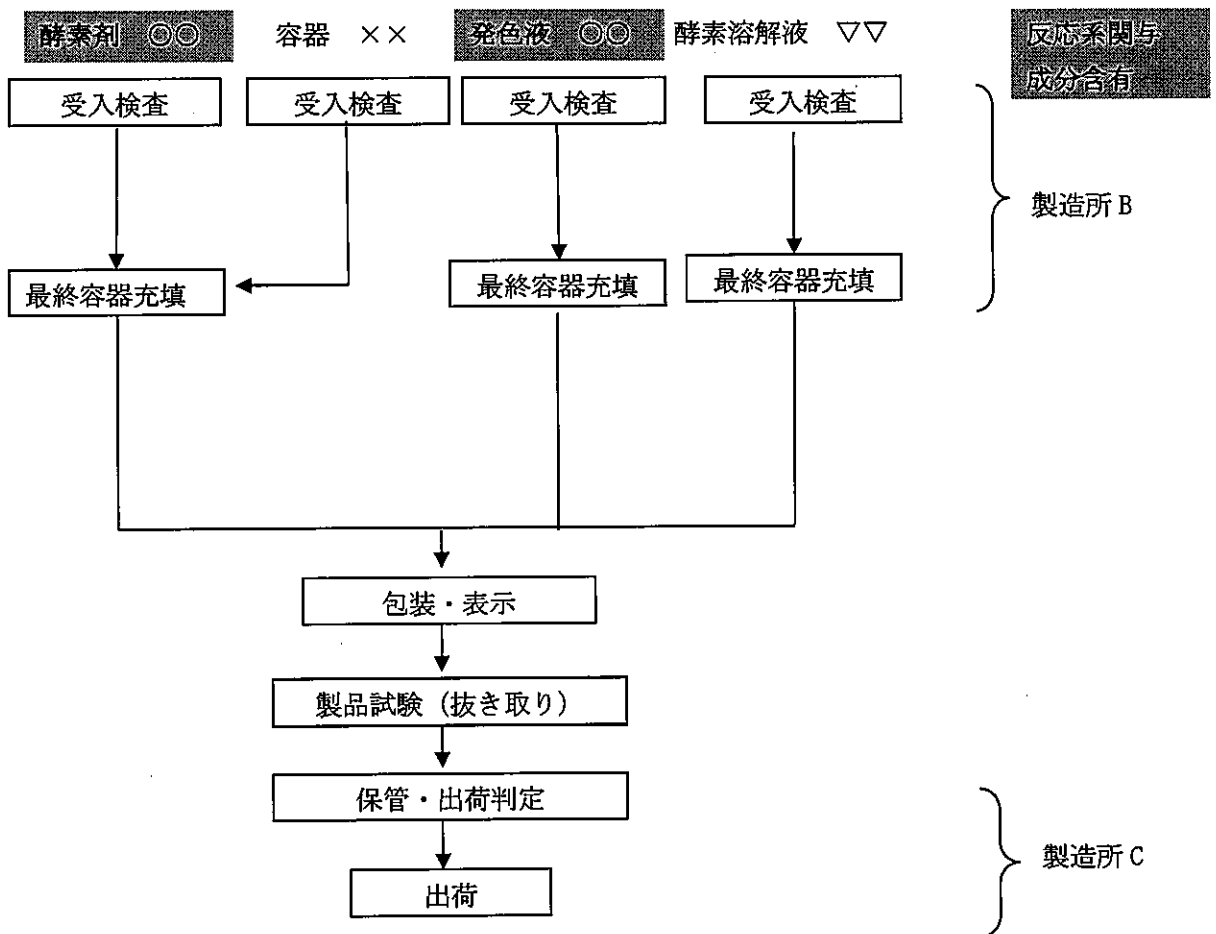 酵素剤 ○○ 容器 ×× 発色液 ◎○ 酵素溶解液 ▽▽ 反応系関与
成分含有
受入検査 受入検査 受入検査 受入検査
製造所 B
最終容器充填 最終容器充填 最終容器充填
包装・表示
製品試験（抜き取り）
保管・出荷判定
製造所 C
出荷